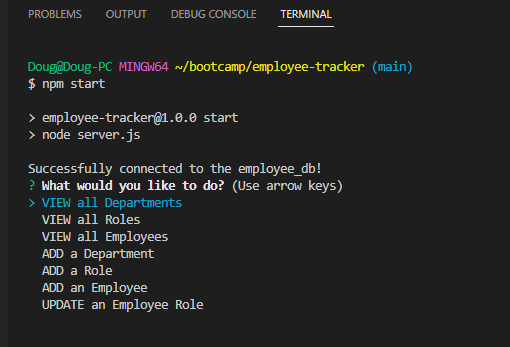 PROBLEMS OUTPUT DEBUG CONSOLE TERMINAL
Doug@Doug-PC MINGW64 ~/bootcamp/employee-tracker (main)
$ npm start
> employee-tracker@1.0.0 start
> node server.js
Successfully connected to the employee_db!
? What would you like to do? (Use arrow keys)
> VIEW all Departments
VIEW all Roles
VIEW all Employees
ADD a Department
ADD a Role
ADD an Employee
UPDATE an Employee Role